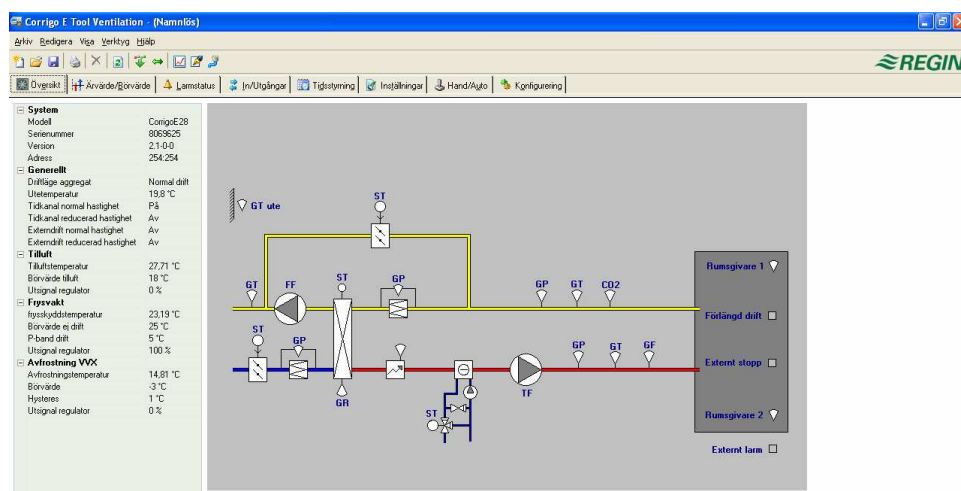 Corrigo E Tool Ventilation - (Namnlös)
Arkiv Redigera Visa Verktyg Hjälp
REGIN
Översikt Ärvärde/Börvärde Larmstatus In/Utgångar Tidsstyrning Inställningar Hand/Auto Konfigurering
System
Modell CorrigoE28
Serienummer 8069625
Version 2.1-0-0
Adress 254:254
Generellt
Driftläge aggregat Normal drift
Utetemperatur 19,8 °C
Tidkanal normal hastighet På
Tidkanal reducerad hastighet Av
Externdrift normal hastighet Av
Externdrift reducerad hastighet Av
Tilluft
Tilluftstemperatur 27,71 °C
Börvärde tilluft 18 °C
Utsignal regulator 0 %
Frysvakt
frysskyddstemperatur 23,19 °C
Börvärde ej drift 25 °C
P-band drift 5 °C
Utsignal regulator 100 %
Avfrostning VVX
Avfrostningstemperatur 14,81 °C
Börvärde -3 °C
Hysteres 1 °C
Utsignal regulator 0 %
GT ute
ST
GT FF ST GP GP GT CO2
ST GP GP GT GF
GR TF
ST
Rumsgivare 1
Förlängd drift
Externt stopp
Rumsgivare 2
Externt larm